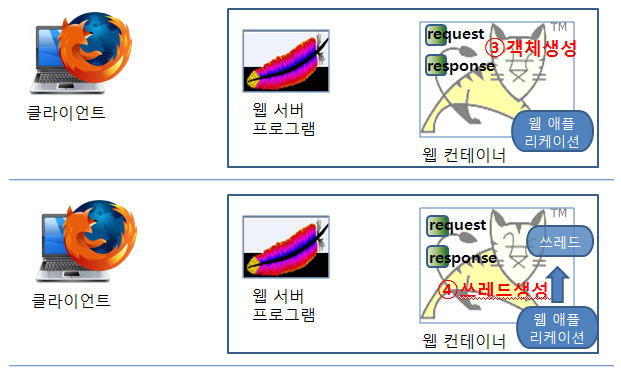 request
③객체생성
response
TM
클라이언트
웹 서버
프로그램
웹 애플
리케이션
웹 컨테이너
request
TM
쓰레드
response
④쓰레드생성
클라이언트
웹 서버
프로그램
웹 애플
리케이션
웹 컨테이너